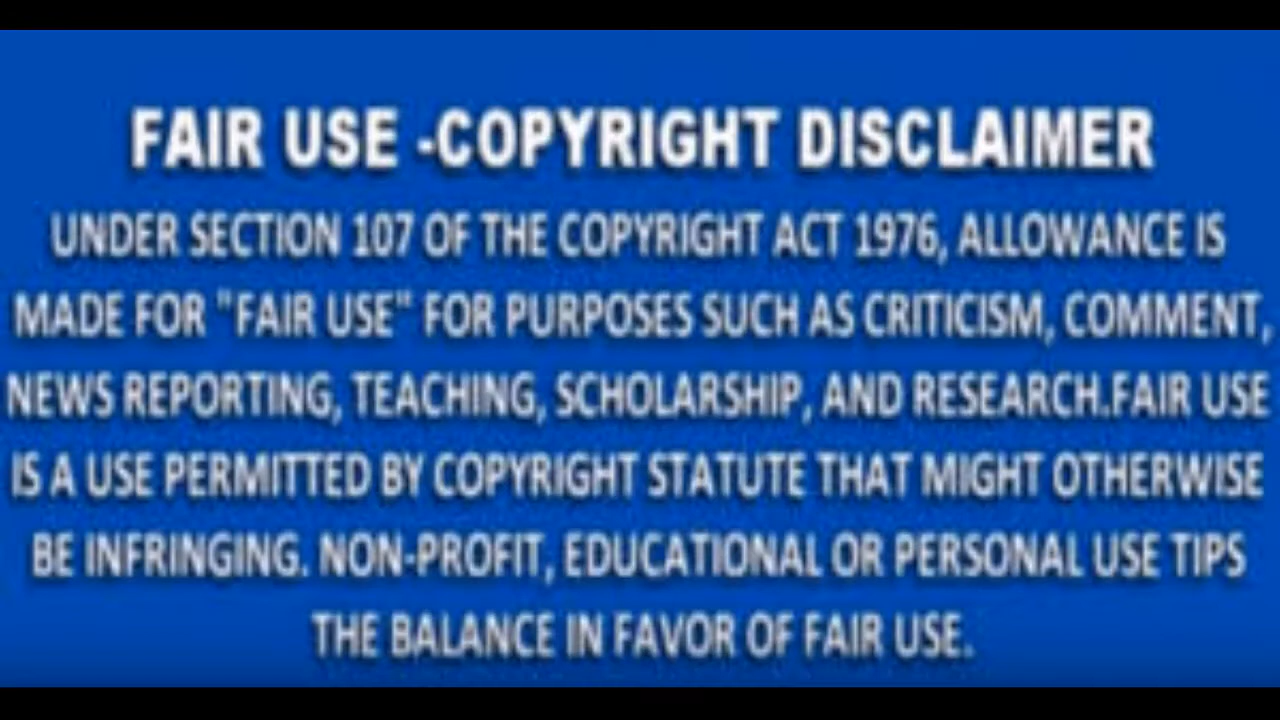 FAIR USE -COPYRIGHT DISCLAIMER
UNDER SECTION 107 OF THE COPYRIGHT ACT 1976, ALLOWANCE IS
MADE FOR "FAIR USE" FOR PURPOSES SUCH AS CRITICISM, COMMENT,
NEWS REPORTING, TEACHING, SCHOLARSHIP, AND RESEARCH.FAIR USE
IS A USE PERMITTED BY COPYRIGHT STATUTE THAT MIGHT OTHERWISE
BE INFRINGING. NON-PROFIT, EDUCATIONAL OR PERSONAL USE TIPS
THE BALANCE IN FAVOR OF FAIR USE.